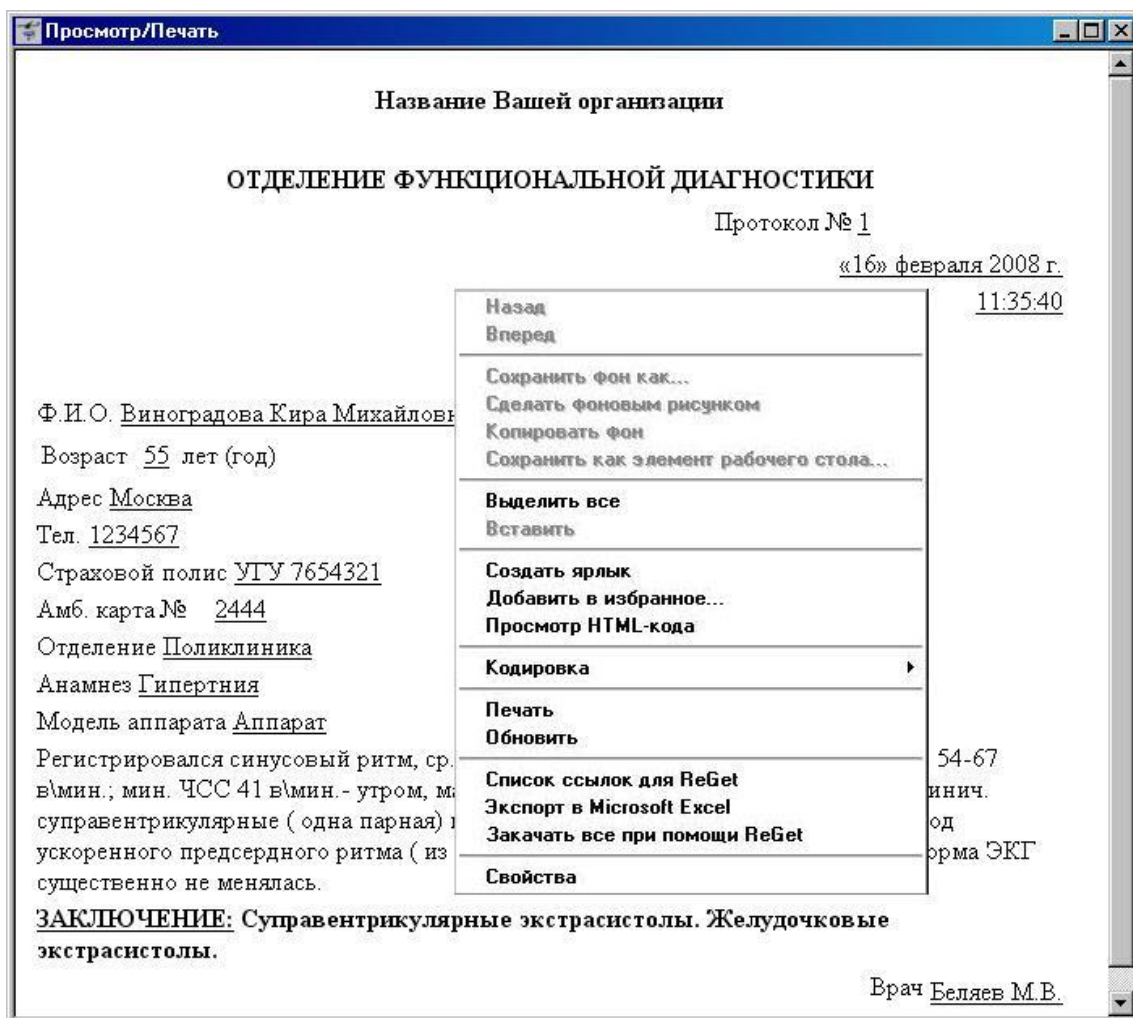 Просмотр/Печать
Название Вашей организации
ОТДЕЛЕНИЕ ФУНКЦИОНАЛЬНОЙ ДИАГНОСТИКИ
Протокол № 1
«16» февраля 2008 г.
11:35:40
Ф.И.О. Виноградова Кира
Возраст 55 лет (год)
Адрес Москва
Тел. 1234567
Страховой полис УГУ 7654321
Амб. карта № 2444
Отделение Поликлиника
Анамнез Гипертния
Модель аппарата Аппарат
Регистрировался синусовый ритм, ср. 54-67
в\мин.; мин. ЧСС 41 в\мин.- утром,
суправентрикулярные ( одна парная)
ускоренного предсердного ритма ( из ЭКГ
существенно не менялась.
ЗАКЛЮЧЕНИЕ: Суправентрикулярные экстрасистолы. Желудочковые
экстрасистолы.
Врач Беляев М.В.
Назад
Вперед
Сохранить фон как...
Сделать фоновым рисунком
Копировать фон
Сохранить как элемент рабочего стола...
Выделить все
Вставить
Создать ярлык
Добавить в избранное...
Просмотр HTML-кода
Кодировка
Печать
Обновить
Список ссылок для ReGet
Экспорт в Microsoft Excel
Закачать все при помощи ReGet
Свойства